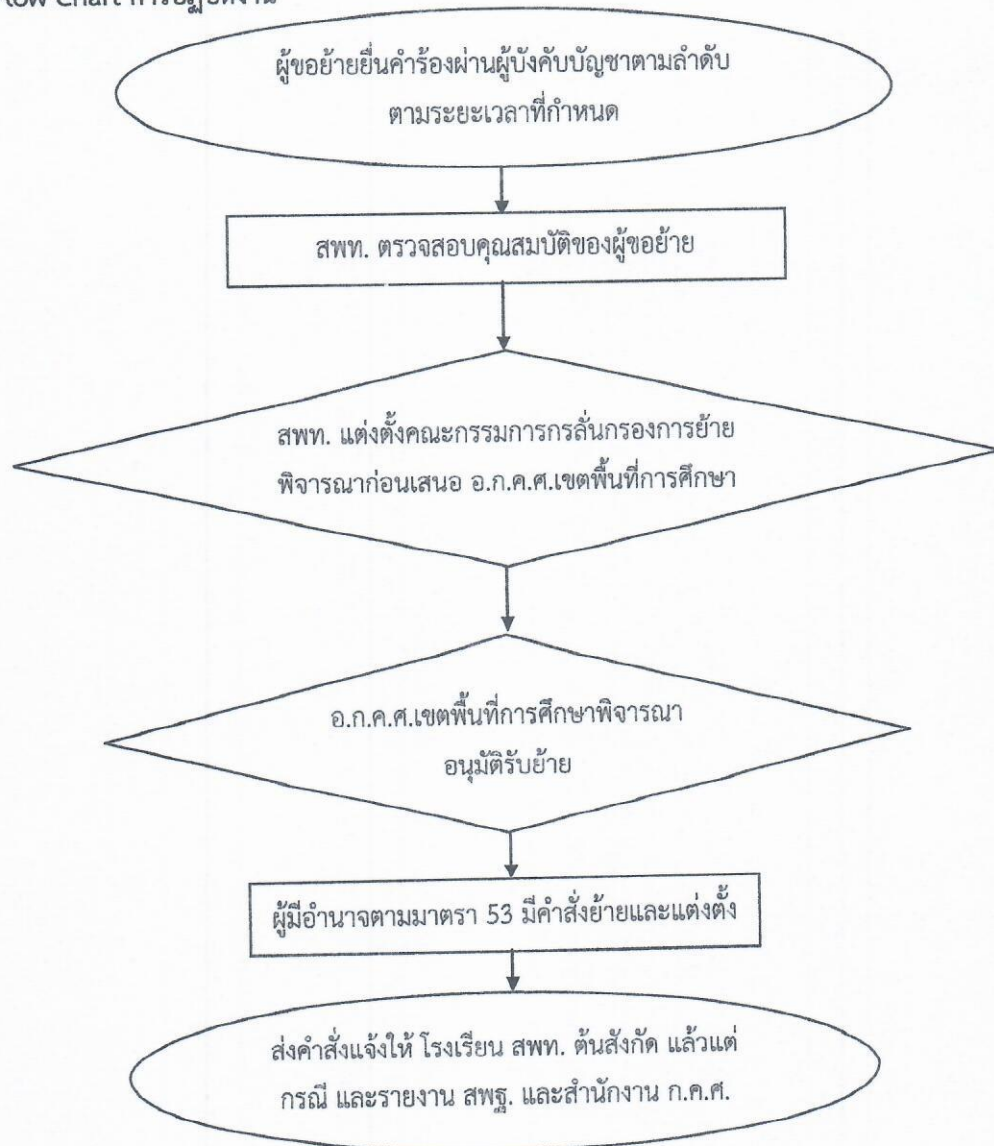 Flow Chart การปฏิบัติงาน
ผู้ขอย้ายยื่นคำร้องผ่านผู้บังคับบัญชาตามลำดับ
ตามระยะเวลาที่กำหนด
สพท. ตรวจสอบคุณสมบัติของผู้ขอย้าย
สพท. แต่งตั้งคณะกรรมการกรลั่นกรองการย้าย
พิจารณาก่อนเสนอ อ.ก.ค.ศ.เขตพื้นที่การศึกษา
อ.ก.ค.ศ.เขตพื้นที่การศึกษาพิจารณา
อนุมัติรับย้าย
ผู้มีอำนาจตามมาตรา 53 มีคำสั่งย้ายและแต่งตั้ง
ส่งคำสั่งแจ้งให้ โรงเรียน สพท. ต้นสังกัด แล้วแต่
กรณี และรายงาน สพฐ. และสำนักงาน ก.ค.ศ.